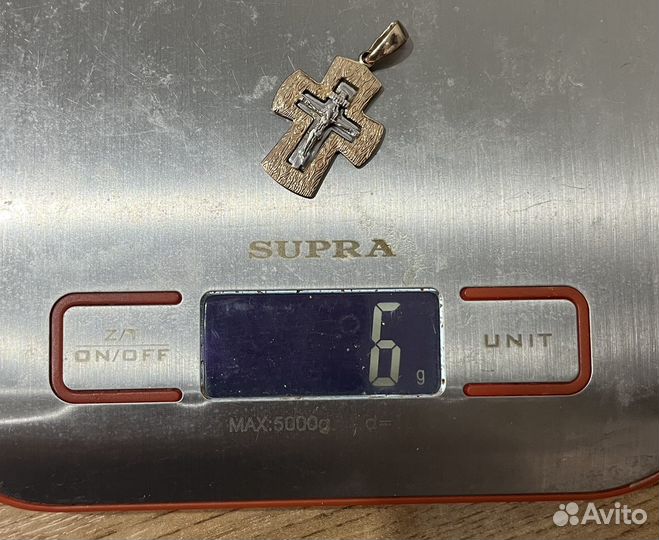 SUPRA
Z/T
ON/OFF
6 g
UNIT
MAX:5000g d=
Avito